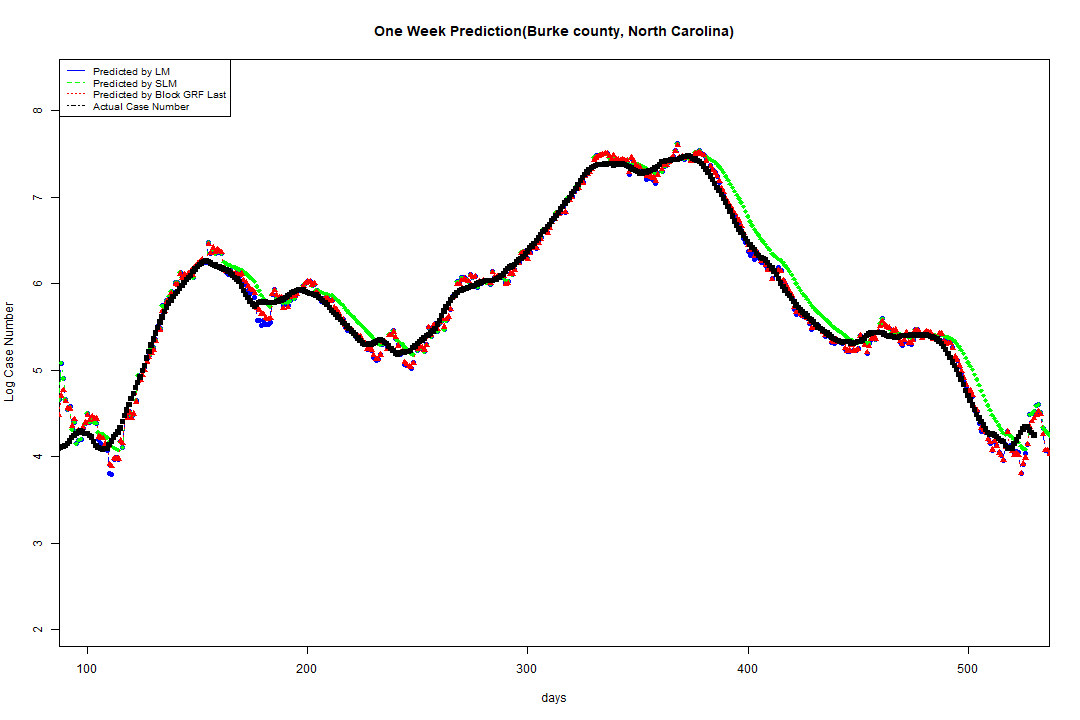 One Week Prediction(Burke county, North Carolina)
Predicted by LM
Predicted by SLM
Predicted by Block GRF Last
Actual Case Number
8
7
6
5
4
3
2
Log Case Number
100 200 300 400 500
days